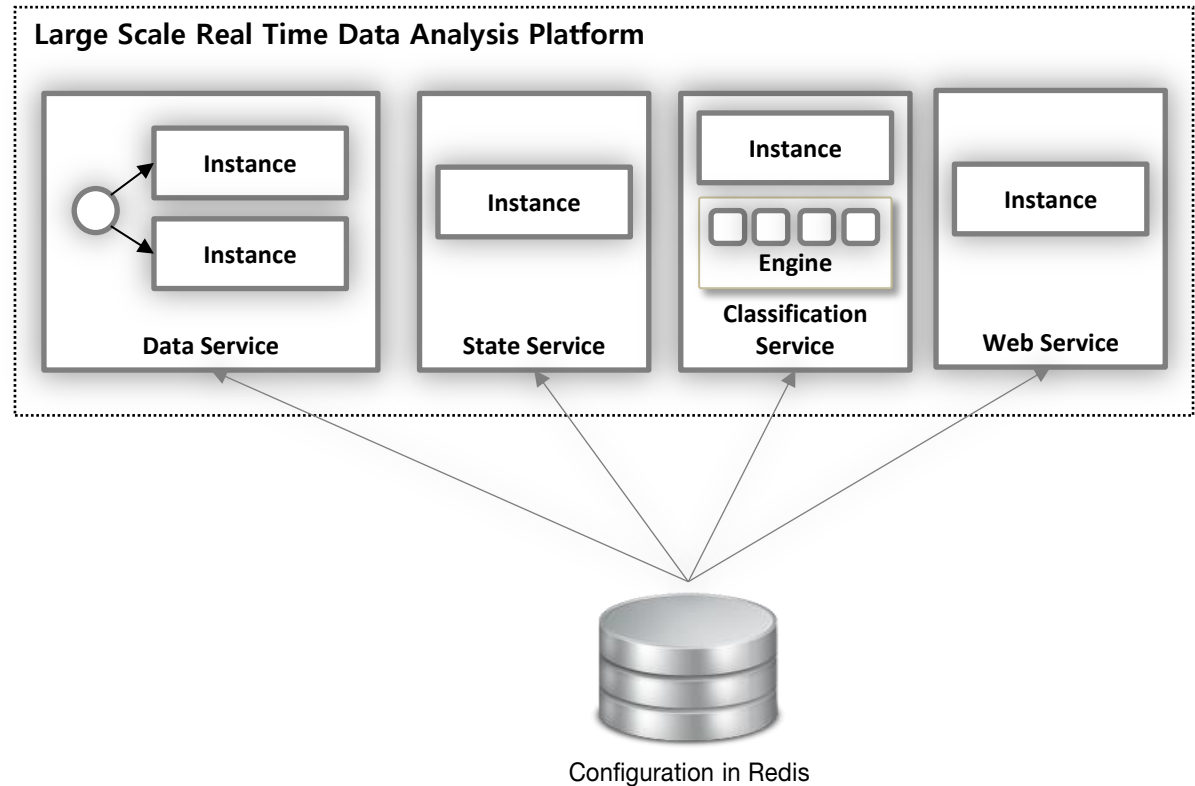 Large Scale Real Time Data Analysis Platform
Instance
Instance
Data Service
Instance
State Service
Instance
Engine
Classification
Service
Instance
Web Service
Configuration in Redis